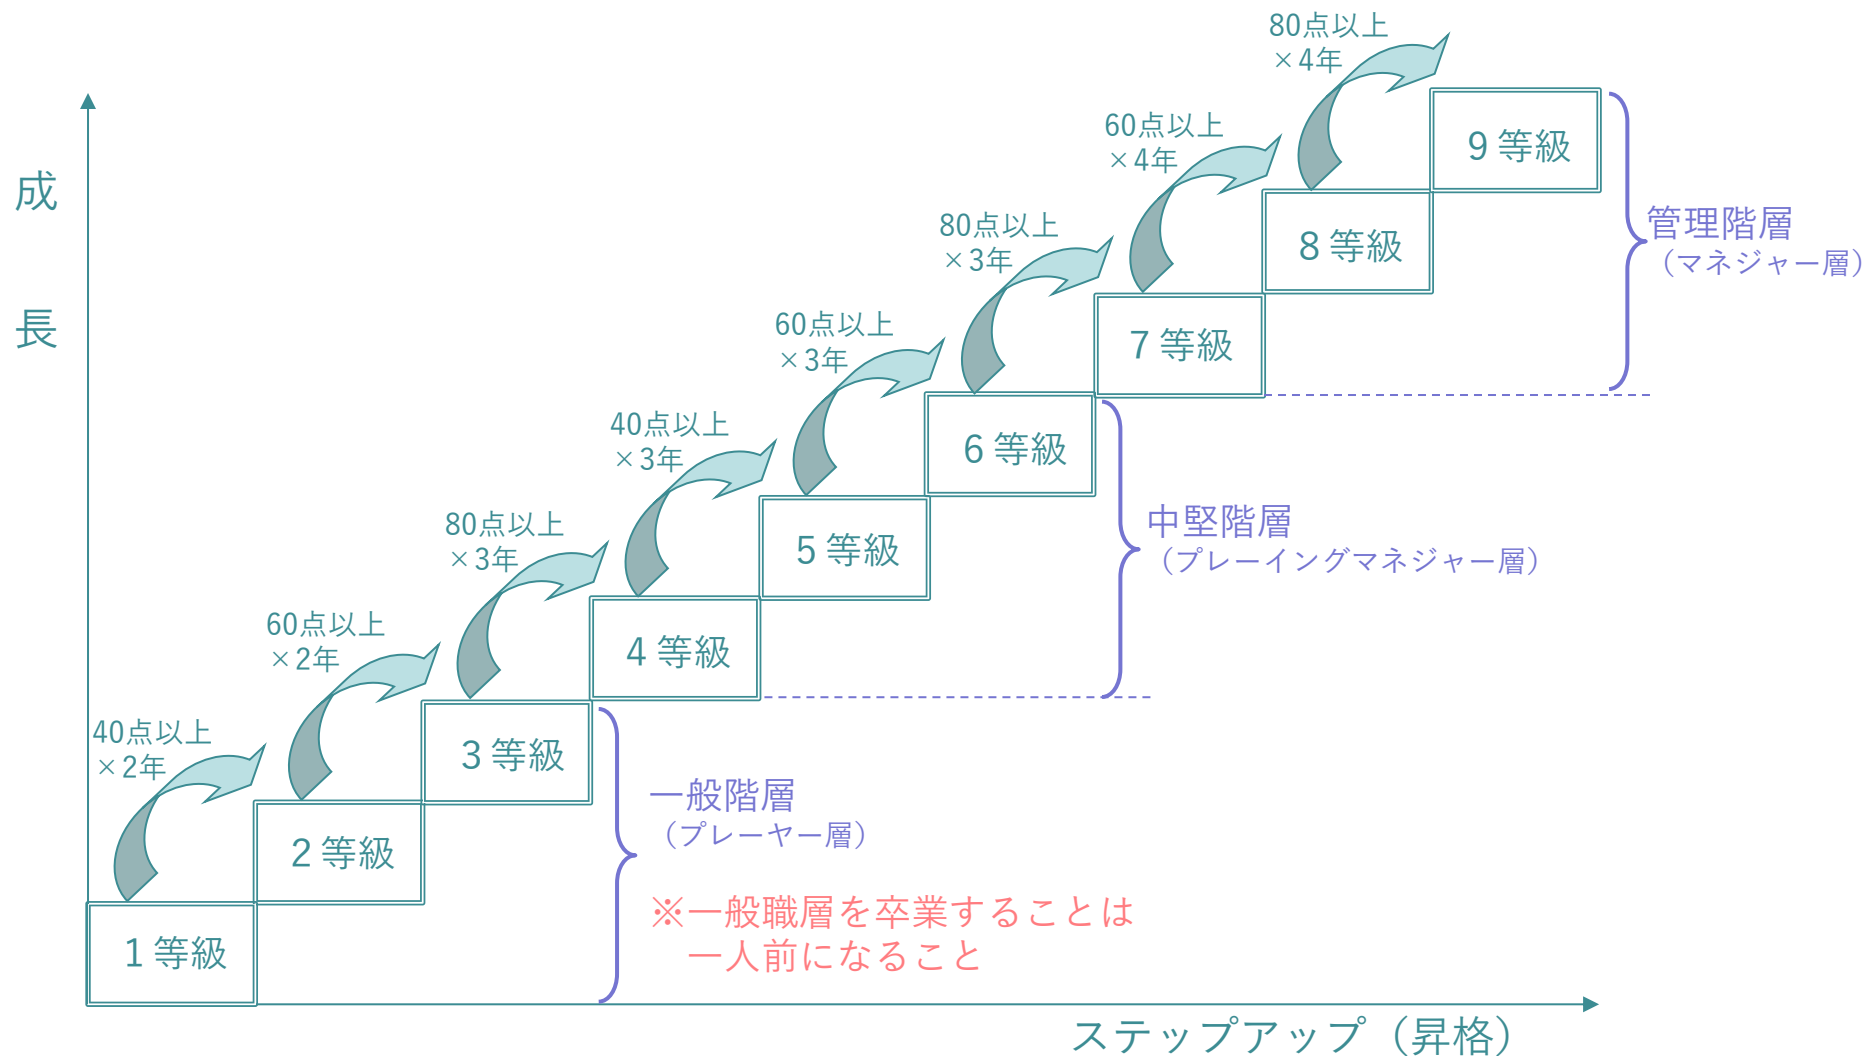 80点以上
×4年
9等級
60点以上
×4年
8等級
管理階層
（マネジャー層）
80点以上
×3年
7等級
60点以上
×3年
6等級
中堅階層
（プレーイングマネジャー層）
40点以上
×3年
5等級
80点以上
×3年
4等級
60点以上
×2年
3等級
一般階層
（プレーヤー層）
40点以上
×2年
2等級
※一般職層を卒業することは
一人前になること
1等級
成長
ステップアップ（昇格）